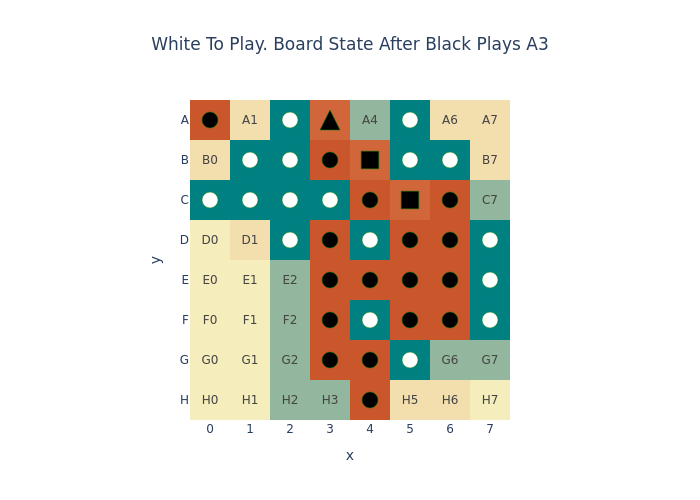 White To Play. Board State After Black Plays A3
A A1 A4 A6 A7
B B0 B7
C C7
D D0 D1
E E0 E1 E2
F F0 F1 F2
G G0 G1 G2 G6 G7
H H0 H1 H2 H3 H5 H6 H7
0 1 2 3 4 5 6 7
x
y